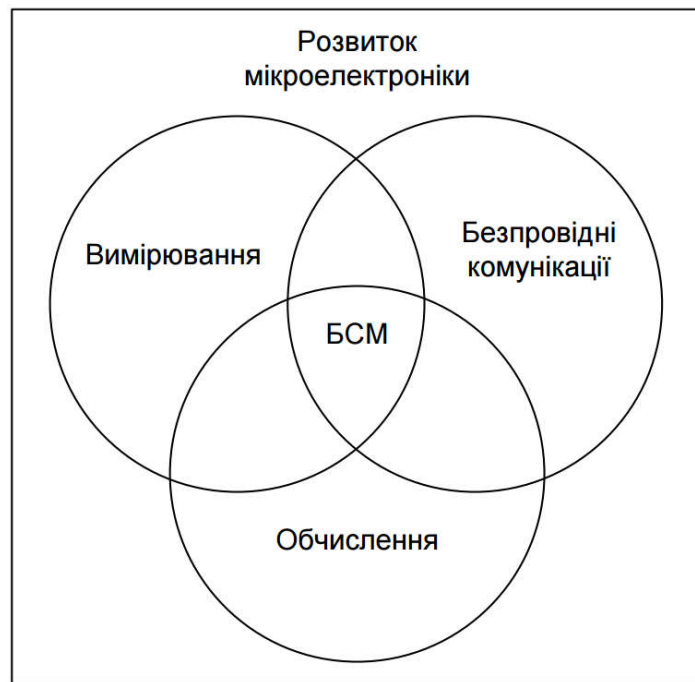 Розвиток
мікроелектроніки
Вимірювання
Безпровідні
комунікації
БСМ
Обчислення